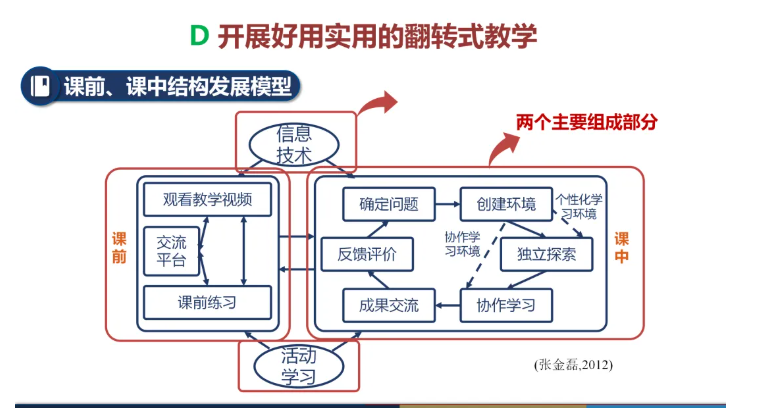 D 开展好用实用的翻转式教学
课前、课中结构发展模型
两个主要组成部分
信息
技术
课
前
观看教学视频
交流
平台
课前练习
确定问题
创建环境
个性化学
习环境
协作学
习环境
反馈评价
独立探索
成果交流
协作学习
课
中
活动
学习
(张金磊,2012)